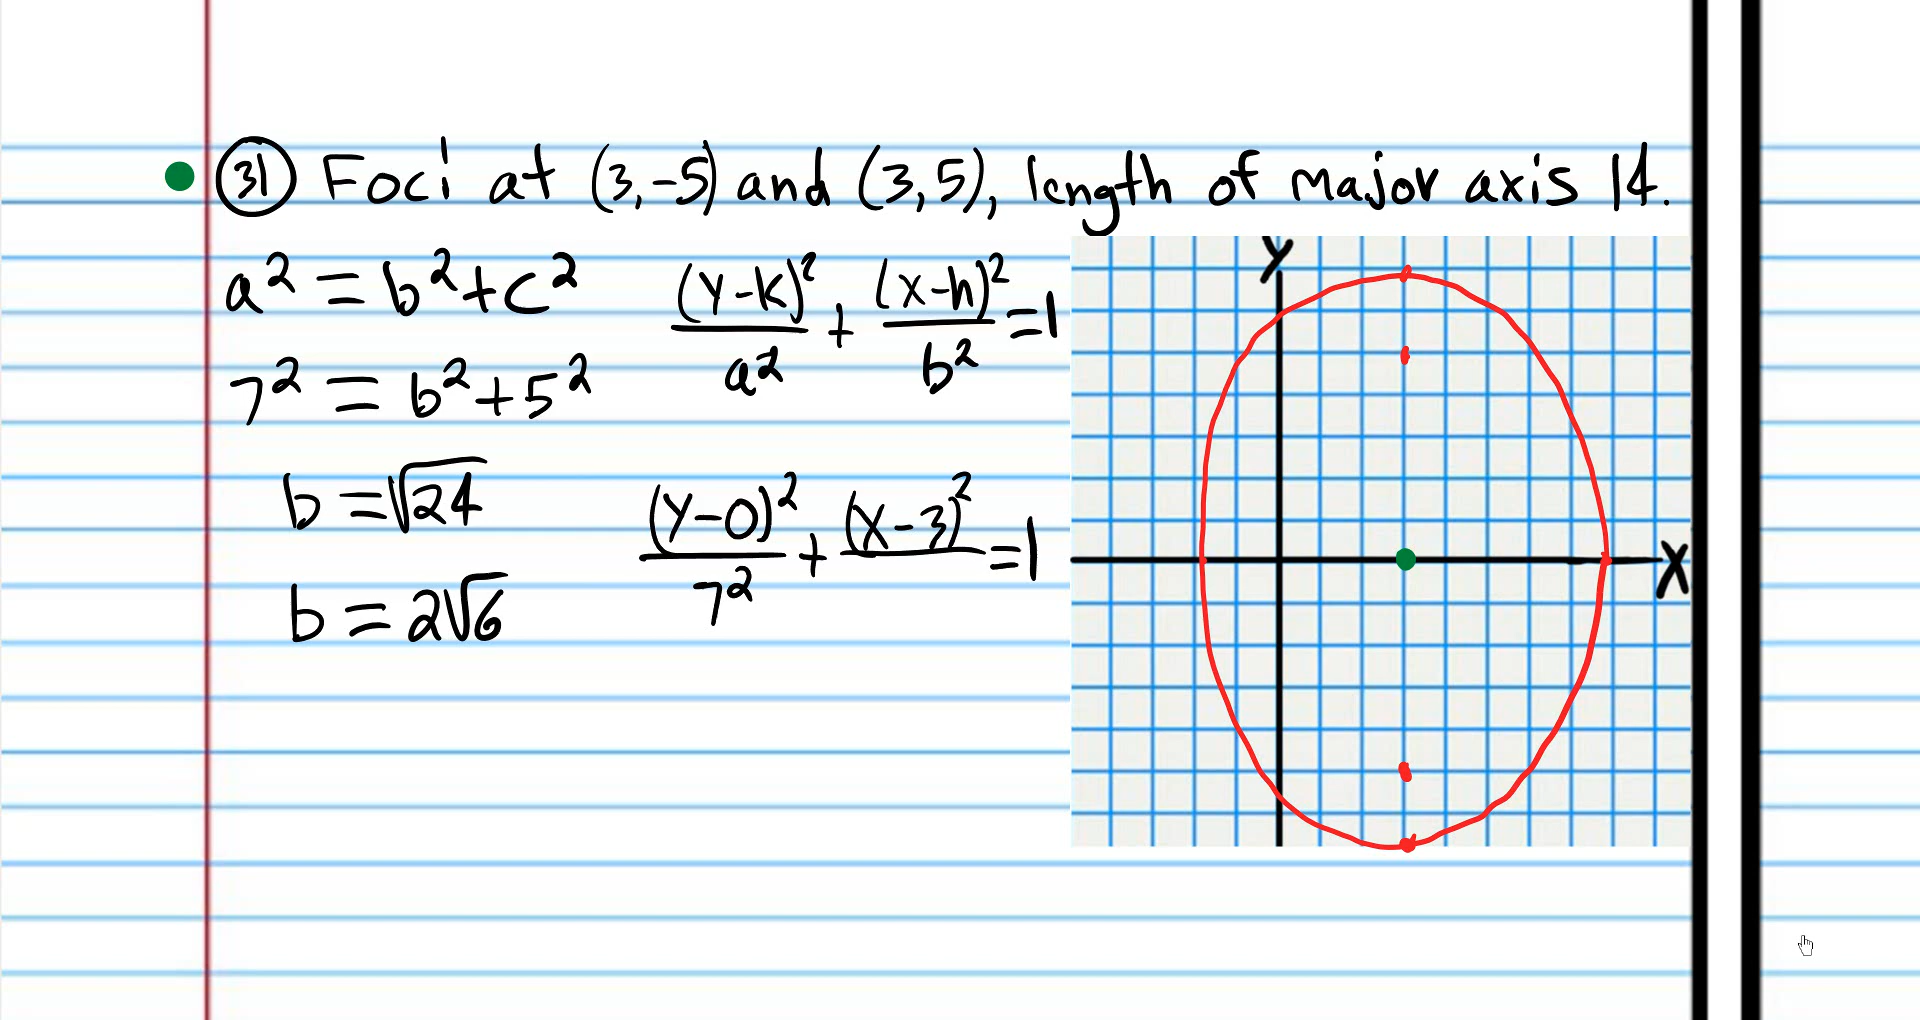 31 Foci at (3,-5) and (3,5), length of major axis 14.
a² = b²+c²
(y-k)²/a² + (x-h)²/b² = 1
7² = b²+5²
b = √24
(y-0)²/7² + (x-3)²/ = 1
b = 2√6
y
x